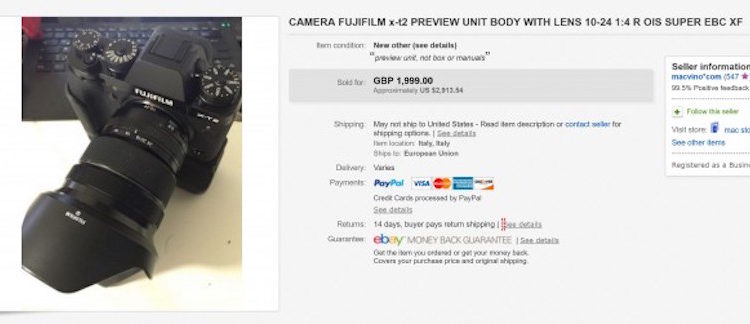 CAMERA FUJIFILM x-t2 PREVIEW UNIT BODY WITH LENS 10-24 1:4 R OIS SUPER EBC XF
Item condition: New other (see details)
"preview unit, not box or manuals"
Sold for: GBP 1,999.00
Approximately US $2,913.54
Shipping: May not ship to United States - Read item description or contact seller for
shipping options. | See details
Item location: Italy, Italy
Ships to: European Union
Delivery: Varies
Payments: PayPal VISA MasterCard DISCOVER
Credit Cards processed by PayPal
See details
Returns: 14 days, buyer pays return shipping | See details
Guarantee: ebay MONEY BACK GUARANTEE | See details
Get the item you ordered or get your money back.
Covers your purchase price and original shipping.
Seller information
macvino*com (547
99.5% Positive feedback
+ Follow this seller
Visit store: mac sto
See other items
Registered as a Busin
FUJIFILM
X-T2
FUJIFILM